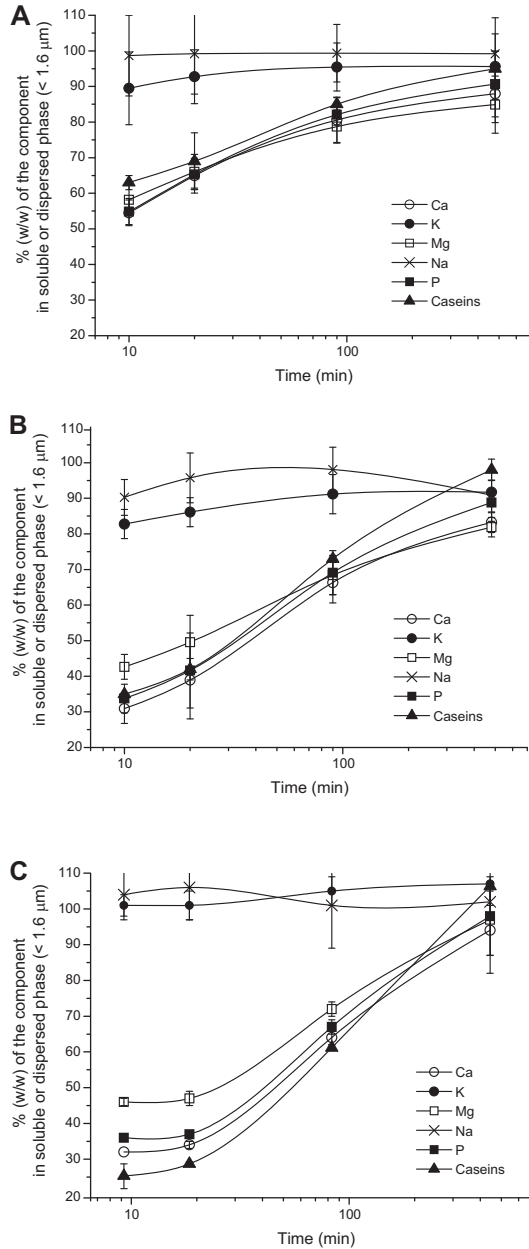 A
110
100
90
80
70
60
50
40
30
20
% (w/w) of the component
in soluble or dispersed phase (< 1.6 µm)
Ca
K
Mg
Na
P
Caseins
10
100
Time (min)
B
110
100
90
80
70
60
50
40
30
20
% (w/w) of the component
in soluble or dispersed phase (< 1.6 µm)
Ca
K
Mg
Na
P
Caseins
10
100
Time (min)
C
110
100
90
80
70
60
50
40
30
20
% (w/w) of the component
in soluble or dispersed phase (< 1.6 µm)
Ca
K
Mg
Na
P
Caseins
10
100
Time (min)